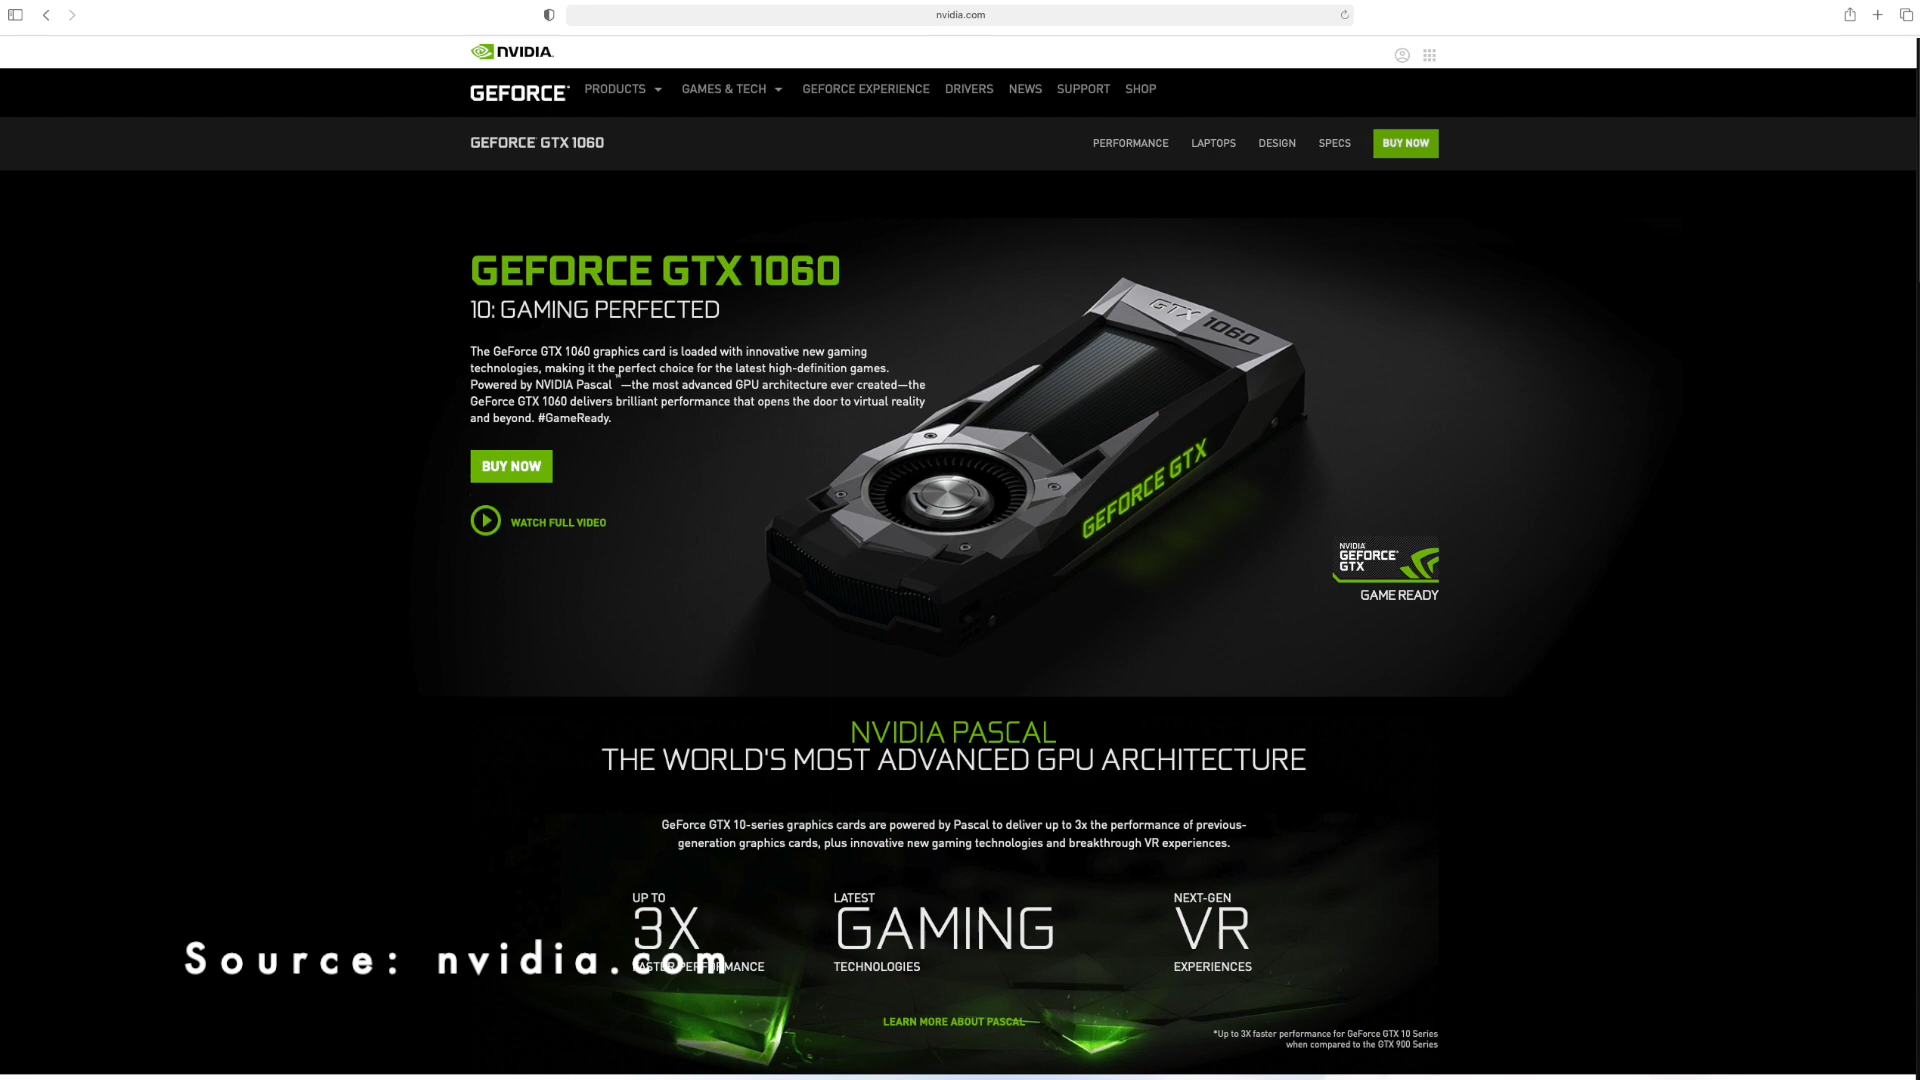 nvidia.com
NVIDIA.
GEFORCE PRODUCTS GAMES & TECH GEFORCE EXPERIENCE DRIVERS NEWS SUPPORT SHOP
GEFORCE GTX 1060 PERFORMANCE LAPTOPS DESIGN SPECS BUY NOW
GEFORCE GTX 1060
10: GAMING PERFECTED
The GeForce GTX 1060 graphics card is loaded with innovative new gaming
technologies, making it the perfect choice for the latest high-definition games.
Powered by NVIDIA Pascal™—the most advanced GPU architecture ever created—the
GeForce GTX 1060 delivers brilliant performance that opens the door to virtual reality
and beyond. #GameReady.
BUY NOW
WATCH FULL VIDEO
GTX 1060
GEFORCE GTX
NVIDIA
GEFORCE
GTX
GAME READY
NVIDIA PASCAL
THE WORLD'S MOST ADVANCED GPU ARCHITECTURE
GeForce GTX 10-series graphics cards are powered by Pascal to deliver up to 3x the performance of previous-
generation graphics cards, plus innovative new gaming technologies and breakthrough VR experiences.
UP TO
3X
FASTER PERFORMANCE
LATEST
GAMING
TECHNOLOGIES
NEXT-GEN
VR
EXPERIENCES
Source: nvidia.com
LEARN MORE ABOUT PASCAL
*Up to 3X faster performance for GeForce GTX 10 Series
when compared to the GTX 900 Series